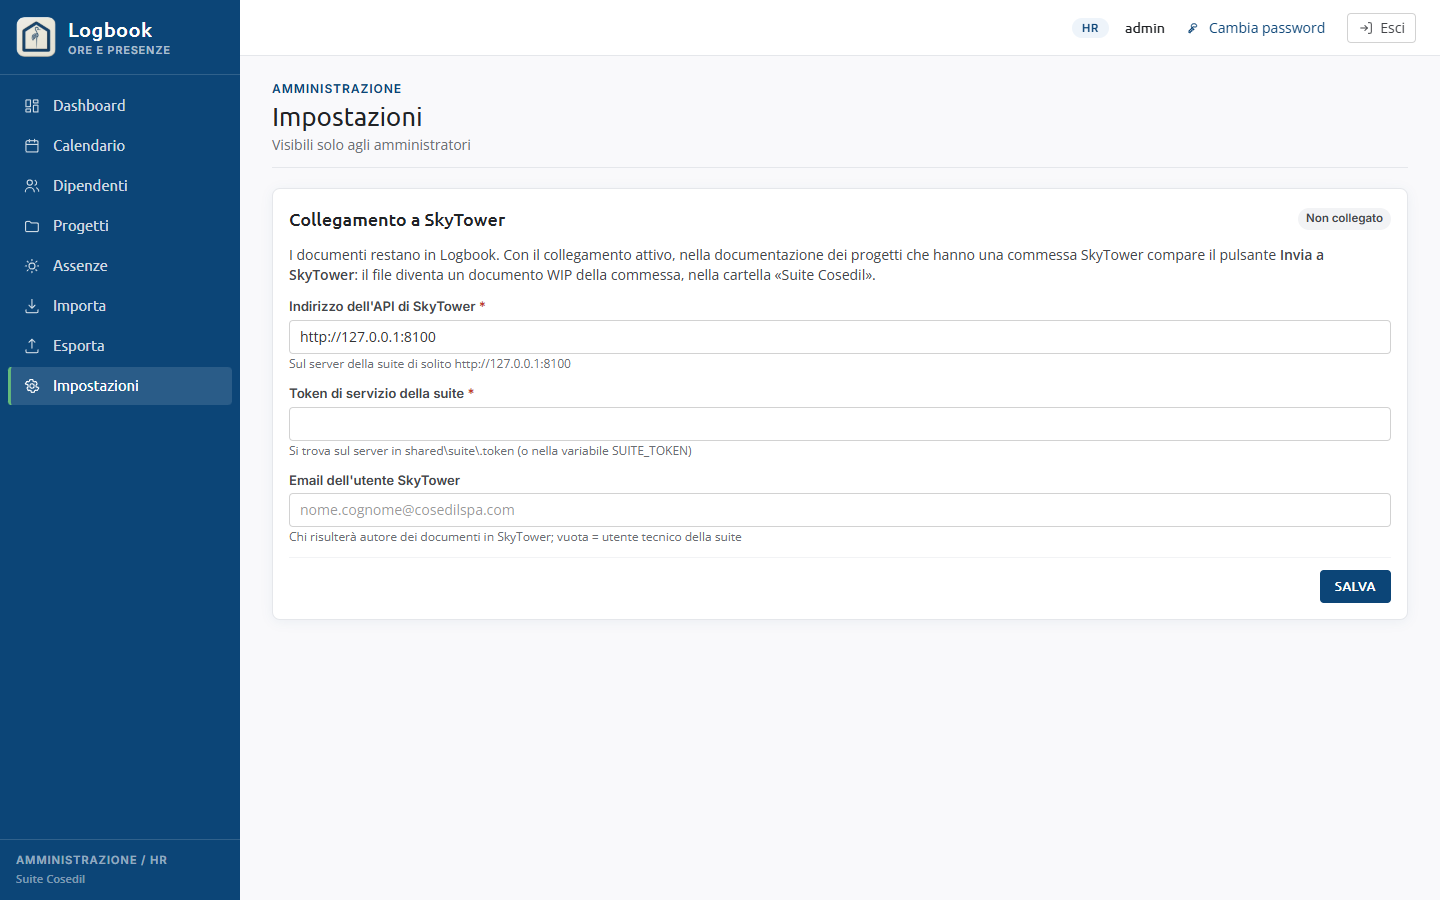 Logbook
ORE E PRESENZE
HR
admin
Cambia password
Esci
Dashboard
Calendario
Dipendenti
Progetti
Assenze
Importa
Esporta
Impostazioni
AMMINISTRAZIONE
Impostazioni
Visibili solo agli amministratori
Collegamento a SkyTower
Non collegato
I documenti restano in Logbook. Con il collegamento attivo, nella documentazione dei progetti che hanno una commessa SkyTower compare il pulsante Invia a
SkyTower: il file diventa un documento WIP della commessa, nella cartella «Suite Cosedil».
Indirizzo dell'API di SkyTower *
http://127.0.0.1:8100
Sul server della suite di solito http://127.0.0.1:8100
Token di servizio della suite *
Si trova sul server in shared\suite\.token (o nella variabile SUITE_TOKEN)
Email dell'utente SkyTower
nome.cognome@cosedilspa.com
Chi risulterà autore dei documenti in SkyTower; vuota = utente tecnico della suite
SALVA
AMMINISTRAZIONE / HR
Suite Cosedil